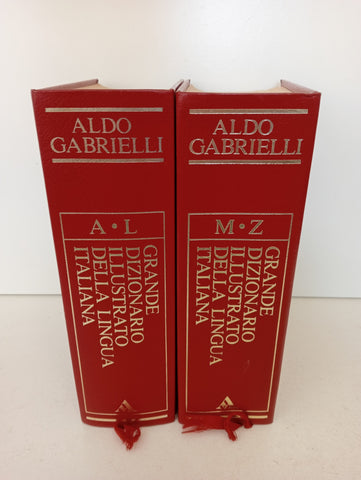 ALDO
GABRIELLI
A • L
GRANDE
DIZIONARIO
ILLUSTRATO
DELLA LINGUA
ITALIANA
ALDO
GABRIELLI
M • Z
GRANDE
DIZIONARIO
ILLUSTRATO
DELLA LINGUA
ITALIANA